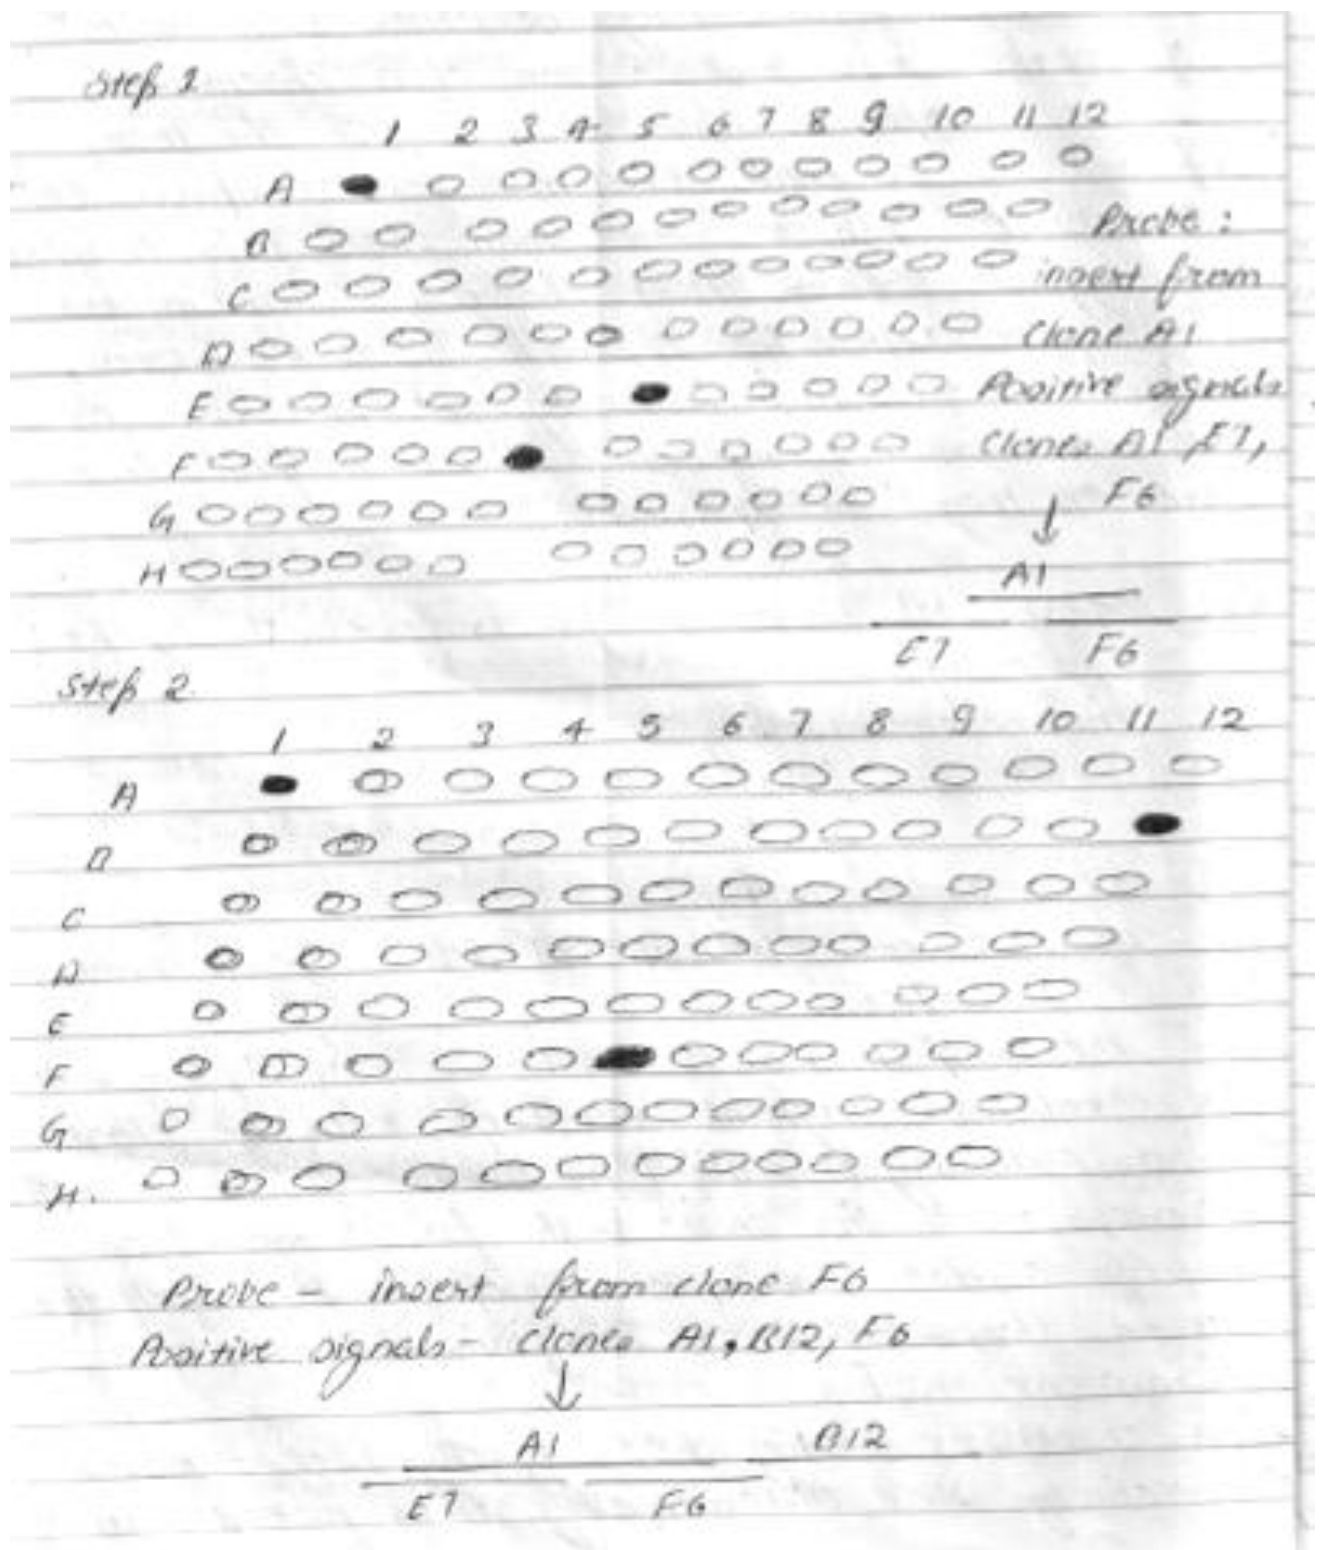 Step 1
1 2 3 4 5 6 7 8 9 10 11 12
A
B
Probe :
C
insert from
D
clone A1
E
Positive signals
F
clones A1, E7,
G
F6
H
A1
E7 F6
Step 2
1 2 3 4 5 6 7 8 9 10 11 12
A
B
C
D
E
F
G
H.
Probe - insert from clone F6
Positive signals - clones A1, B12, F6
A1 B12
E7 F6